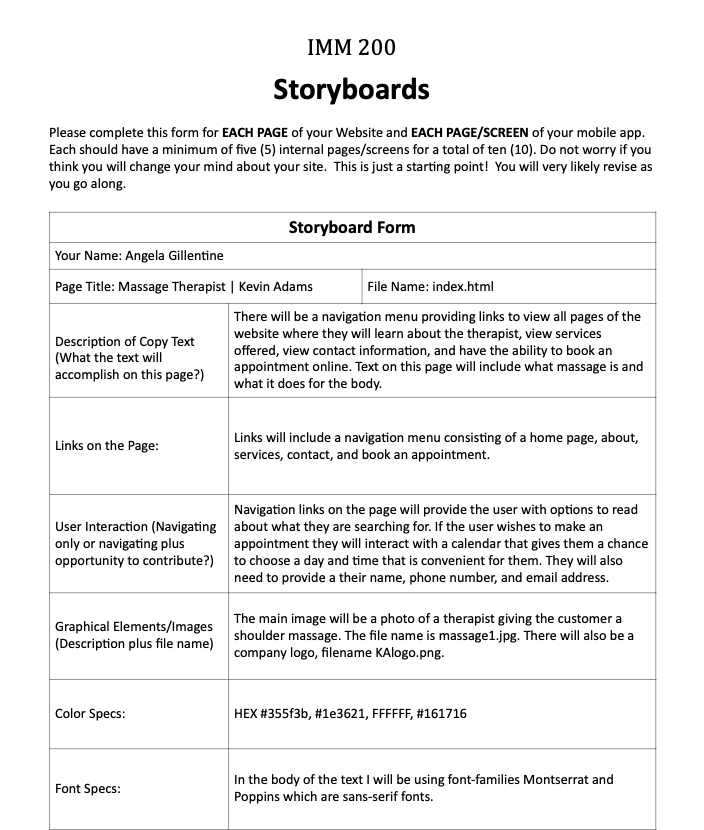 IMM 200
Storyboards
Please complete this form for EACH PAGE of your Website and EACH PAGE/SCREEN of your mobile app.
Each should have a minimum of five (5) internal pages/screens for a total of ten (10). Do not worry if you
think you will change your mind about your site.  This is just a starting point!  You will very likely revise as
you go along.
Storyboard Form
Your Name: Angela Gillentine
Page Title: Massage Therapist | Kevin Adams
File Name: index.html
Description of Copy Text
(What the text will
accomplish on this page?)
There will be a navigation menu providing links to view all pages of the
website where they will learn about the therapist, view services
offered, view contact information, and have the ability to book an
appointment online. Text on this page will include what massage is and
what it does for the body.
Links on the Page:
Links will include a navigation menu consisting of a home page, about,
services, contact, and book an appointment.
User Interaction (Navigating
only or navigating plus
opportunity to contribute?)
Navigation links on the page will provide the user with options to read
about what they are searching for. If the user wishes to make an
appointment they will interact with a calendar that gives them a chance
to choose a day and time that is convenient for them. They will also
need to provide a their name, phone number, and email address.
Graphical Elements/Images
(Description plus file name)
The main image will be a photo of a therapist giving the customer a
shoulder massage. The file name is massage1.jpg. There will also be a
company logo, filename KAlogo.png.
Color Specs:
HEX #355f3b, #1e3621, FFFFFF, #161716
Font Specs:
In the body of the text I will be using font-families Montserrat and
Poppins which are sans-serif fonts.